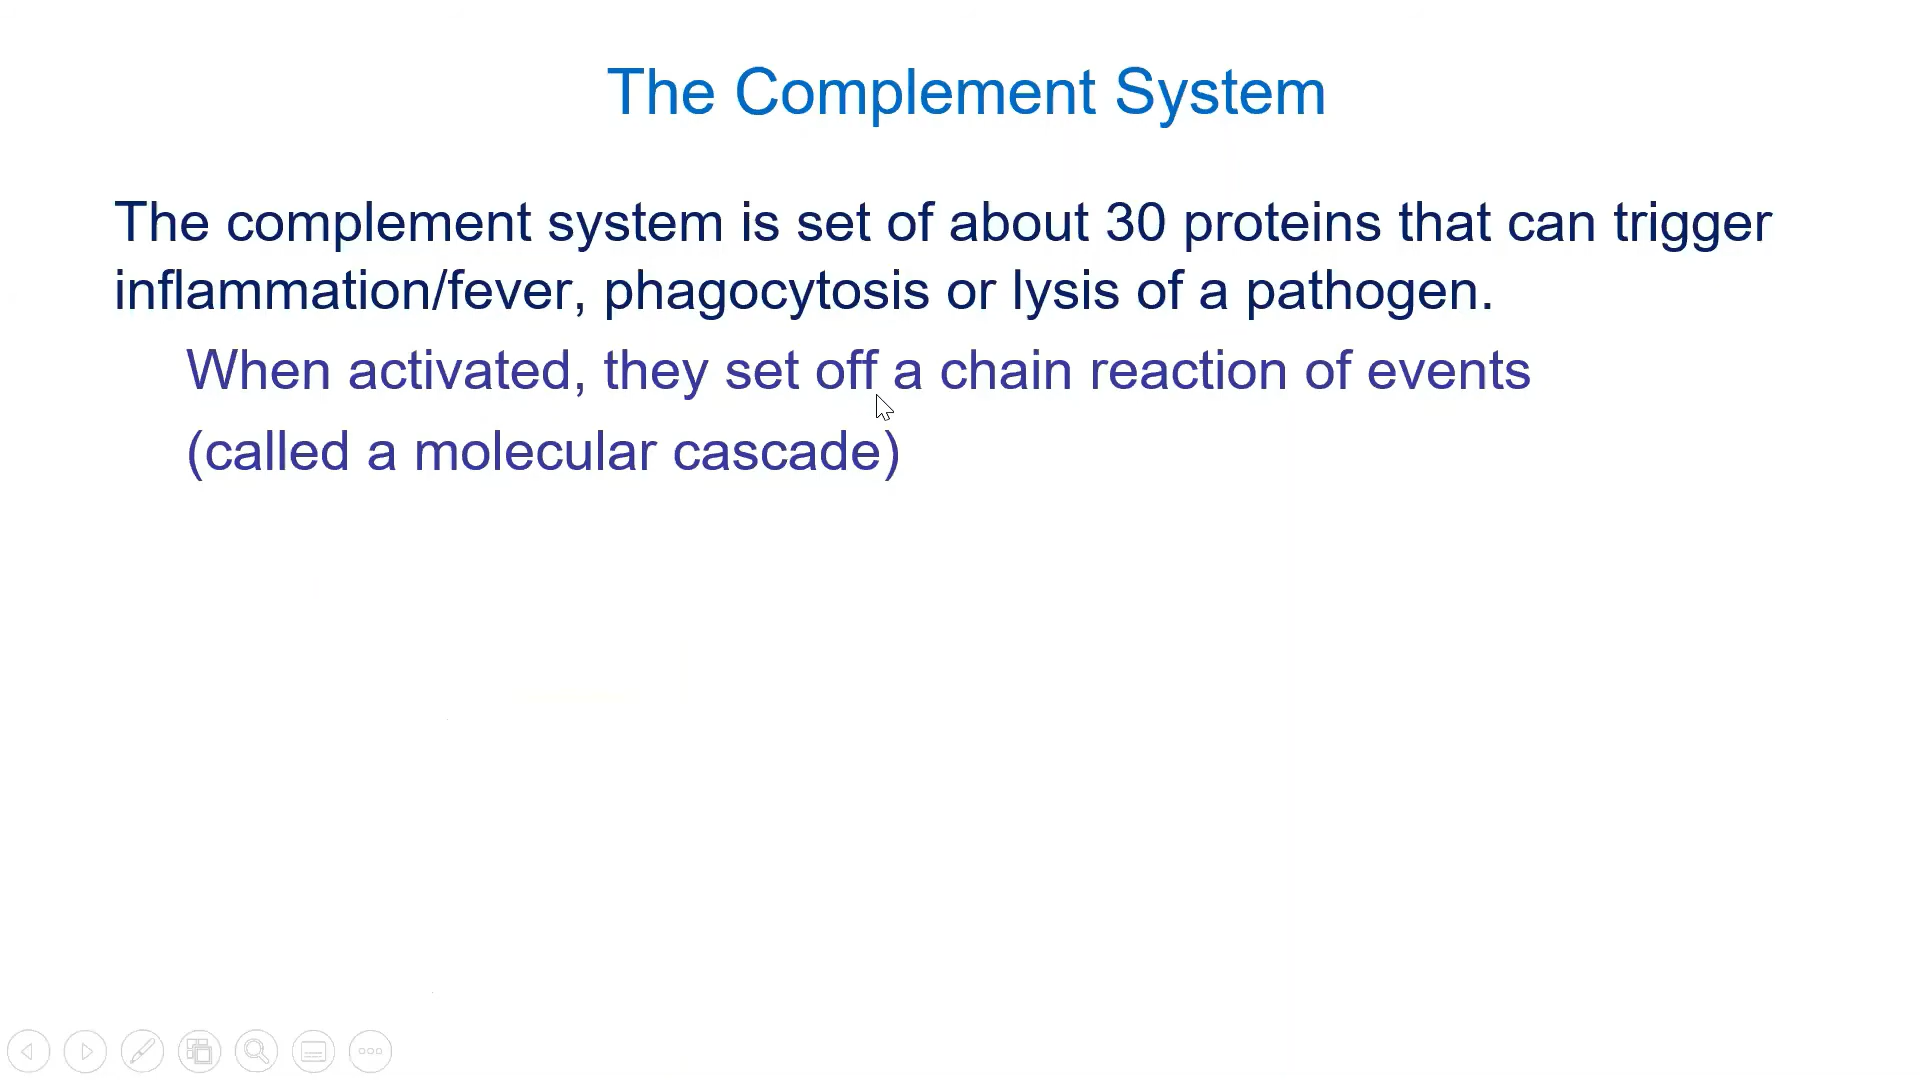 The Complement System
The complement system is set of about 30 proteins that can trigger
inflammation/fever, phagocytosis or lysis of a pathogen.
When activated, they set off a chain reaction of events
(called a molecular cascade)